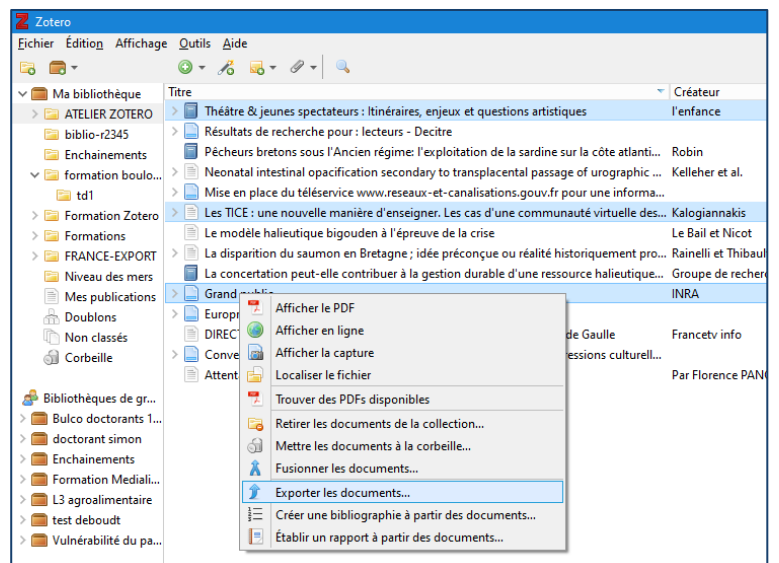 Zotero
Fichier Édition Affichage Outils Aide
Ma bibliothèque
ATELIER ZOTERO
biblio-r2345
Enchainements
formation boulo...
td1
Formation Zotero
Formations
FRANCE-EXPORT
Niveau des mers
Mes publications
Doublons
Non classés
Corbeille
Bibliothèques de gr...
Bulco doctorants 1...
doctorant simon
Enchainements
Formation Mediali...
L3 agroalimentaire
test deboudt
Vulnérabilité du pa...
Titre Créateur
Théâtre & jeunes spectateurs : Itinéraires, enjeux et questions artistiques l'enfance
Résultats de recherche pour : lecteurs - Decitre
Pécheurs bretons sous l'Ancien régime: l'exploitation de la sardine sur la côte atlanti... Robin
Neonatal intestinal opacification secondary to transplacental passage of urographic ... Kelleher et al.
Mise en place du téléservice www.reseaux-et-canalisations.gouv.fr pour une informa...
Les TICE : une nouvelle manière d'enseigner. Les cas d'une communauté virtuelle des... Kalogiannakis
Le modèle halieutique bigouden à l'épreuve de la crise Le Bail et Nicot
La disparition du saumon en Bretagne ; idée préconçue ou réalité historiquement pro... Rainelli et Thibaul
La concertation peut-elle contribuer à la gestion durable d'une ressource halieutique... Groupe de recher
Grand public INRA
Europr
DIREC de Gaulle Francetv info
Conve essions culturell...
Attent Par Florence PAN
Afficher le PDF
Afficher en ligne
Afficher la capture
Localiser le fichier
Trouver des PDFs disponibles
Retirer les documents de la collection...
Mettre les documents à la corbeille...
Fusionner les documents...
Exporter les documents...
Créer une bibliographie à partir des documents...
Établir un rapport à partir des documents...